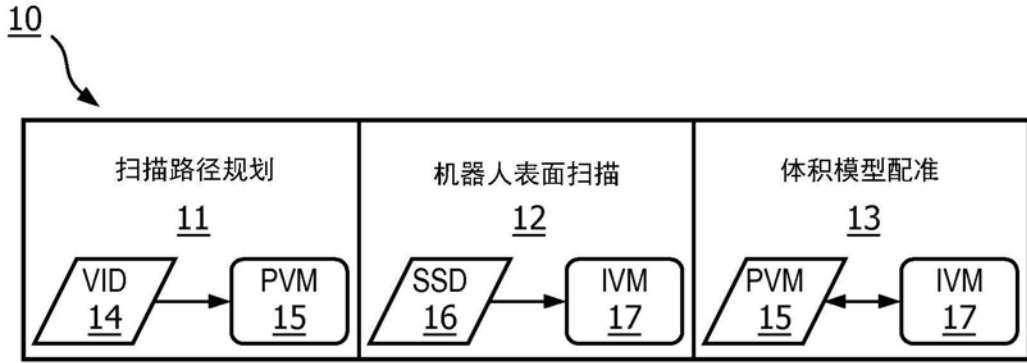 10
扫描路径规划
11
VID
14
PVM
15
机器人表面扫描
12
SSD
16
IVM
17
体积模型配准
13
PVM
15
IVM
17